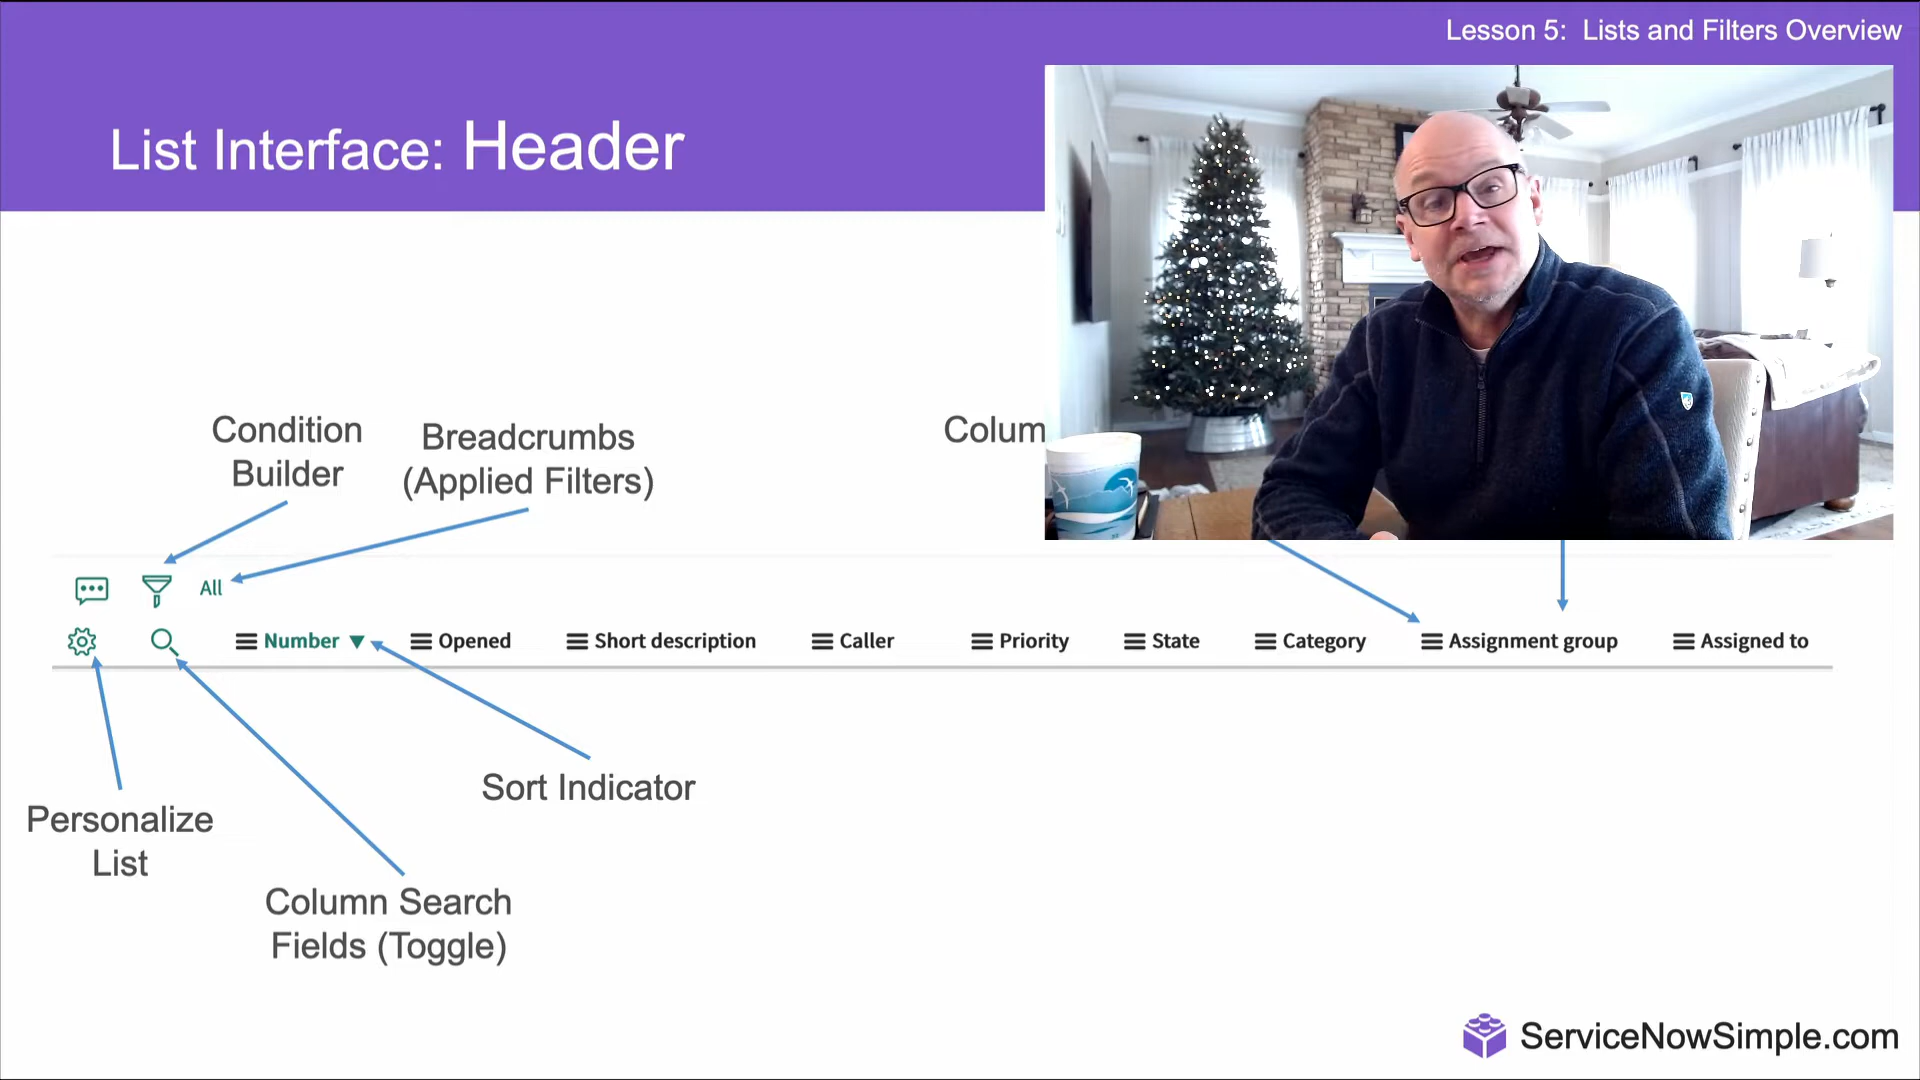 Lesson 5:  Lists and Filters Overview
List Interface: Header
Condition
Builder
Breadcrumbs
(Applied Filters)
All
Number
Opened
Short description
Caller
Priority
State
Category
Assignment group
Assigned to
Sort Indicator
Personalize
List
Column Search
Fields (Toggle)
ServiceNowSimple.com